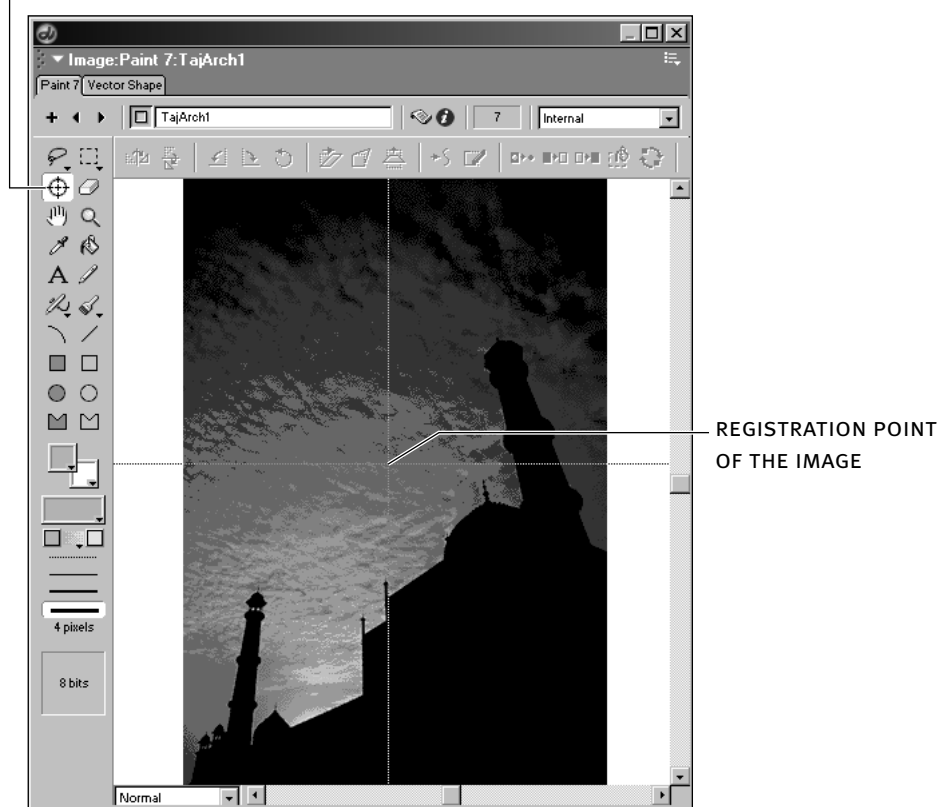 Image:Paint 7:TajArch1
Paint 7 Vector Shape
TajArch1 7 Internal
A
REGISTRATION POINT
OF THE IMAGE
4 pixels
8 bits
Normal